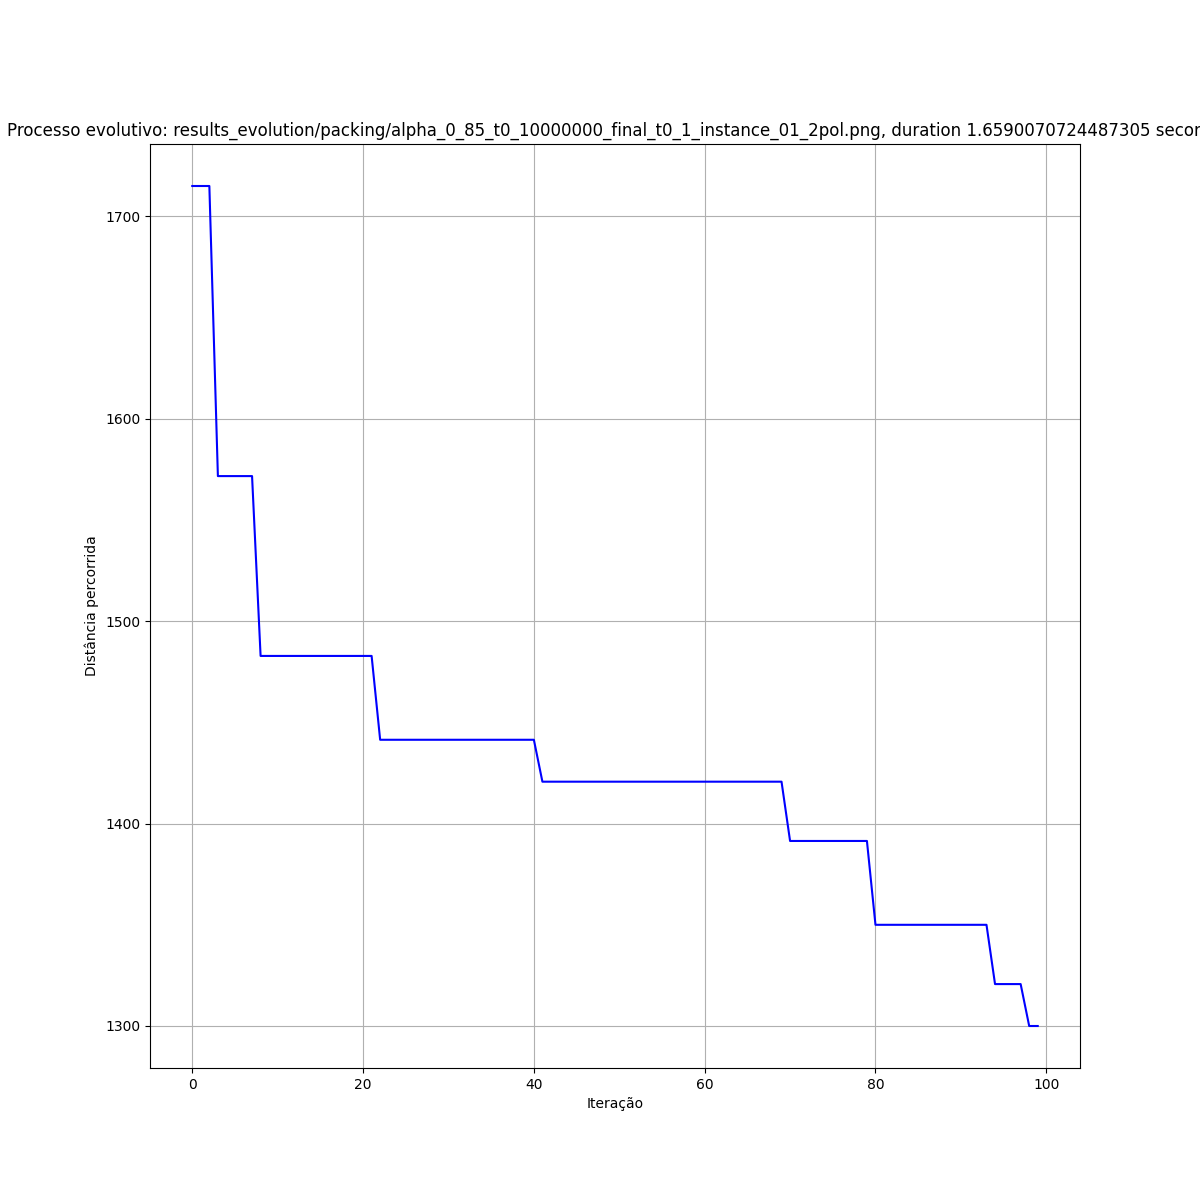 Processo evolutivo: results_evolution/packing/alpha_0_85_t0_10000000_final_t0_1_instance_01_2pol.png, duration 1.6590070724487305
1700
1600
1500
1400
1300
Distância percorrida
0 20 40 60 80 100
Iteração